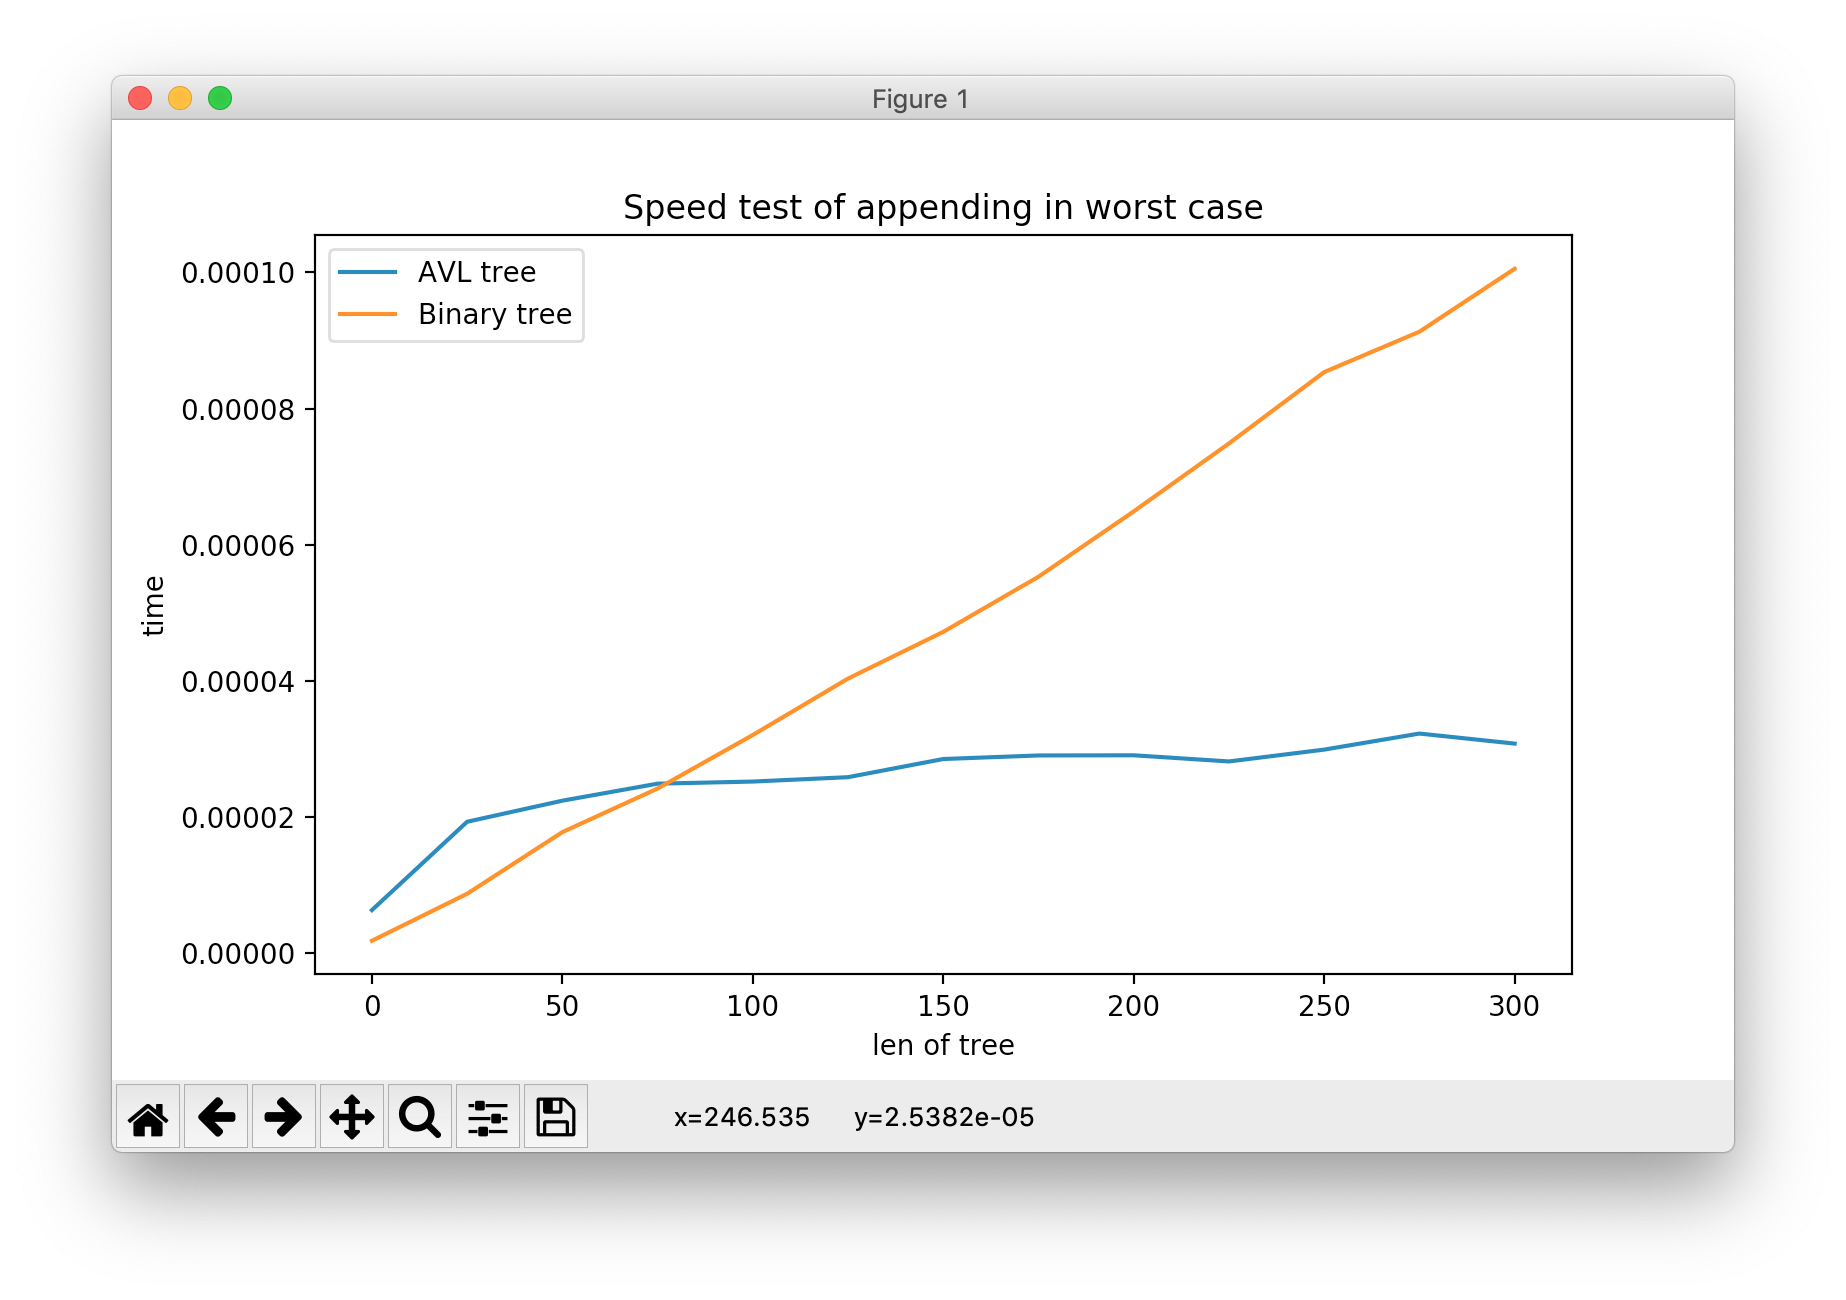 Figure 1
Speed test of appending in worst case
AVL tree
Binary tree
0.00010
0.00008
0.00006
0.00004
0.00002
0.00000
time
0 50 100 150 200 250 300
len of tree
x=246.535 y=2.5382e-05